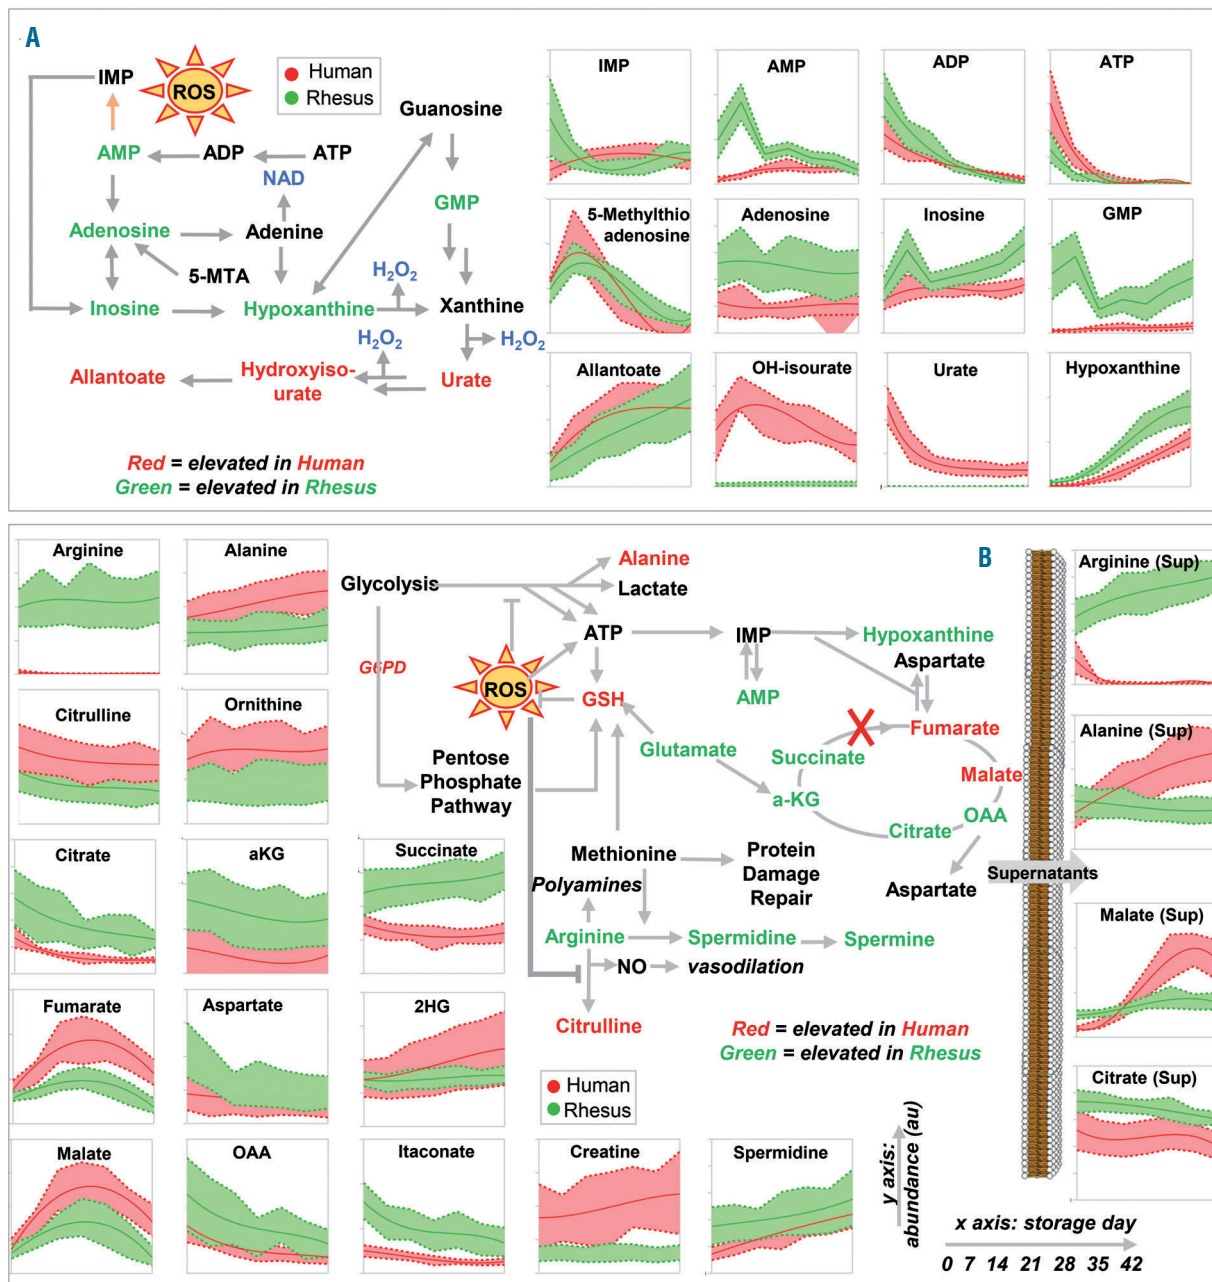 A
IMP
ROS
Human
Rhesus
Guanosine
AMP
ADP
ATP
NAD
GMP
Adenosine
Adenine
5-MTA
H2O2
Inosine
Hypoxanthine
Xanthine
H2O2
H2O2
Allantoate
Hydroxyiso-
urate
Urate
Red = elevated in Human
Green = elevated in Rhesus
IMP
AMP
ADP
ATP
5-Methylthio
adenosine
Adenosine
Inosine
GMP
Allantoate
OH-isourate
Urate
Hypoxanthine
B
Arginine
Alanine
Citrulline
Ornithine
Citrate
aKG
Succinate
Fumarate
Aspartate
2HG
Malate
OAA
Itaconate
Creatine
Spermidine
Glycolysis
Alanine
Lactate
ATP
IMP
Hypoxanthine
Aspartate
G6PD
ROS
GSH
AMP
Fumarate
Glutamate
Succinate
Malate
Pentose
Phosphate
Pathway
a-KG
OAA
Citrate
Methionine
Protein
Damage
Repair
Aspartate
Supernatants
Polyamines
Arginine
Spermidine
Spermine
NO
vasodilation
Citrulline
Red = elevated in Human
Green = elevated in Rhesus
Human
Rhesus
Arginine (Sup)
Alanine (Sup)
Malate (Sup)
Citrate (Sup)
y axis:
abundance (au)
x axis: storage day
0 7 14 21 28 35 42